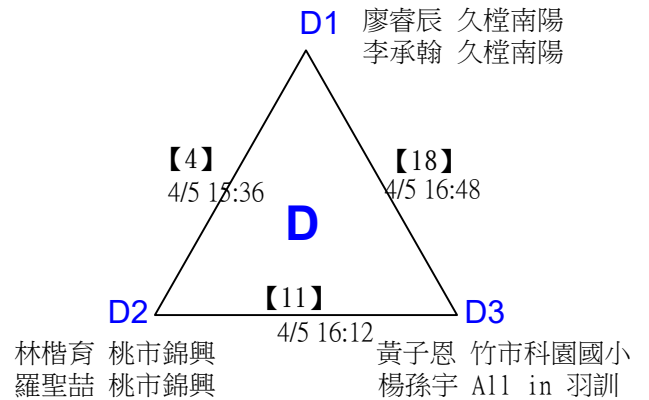 D1 廖睿辰 久樘南陽
李承翰 久樘南陽
【4】 【18】
4/5 15:36 4/5 16:48
D
【11】
D2 D3
4/5 16:12
林楷育 桃市錦興 黃子恩 竹市科園國小
羅聖喆 桃市錦興 楊孫宇 All in 羽訓